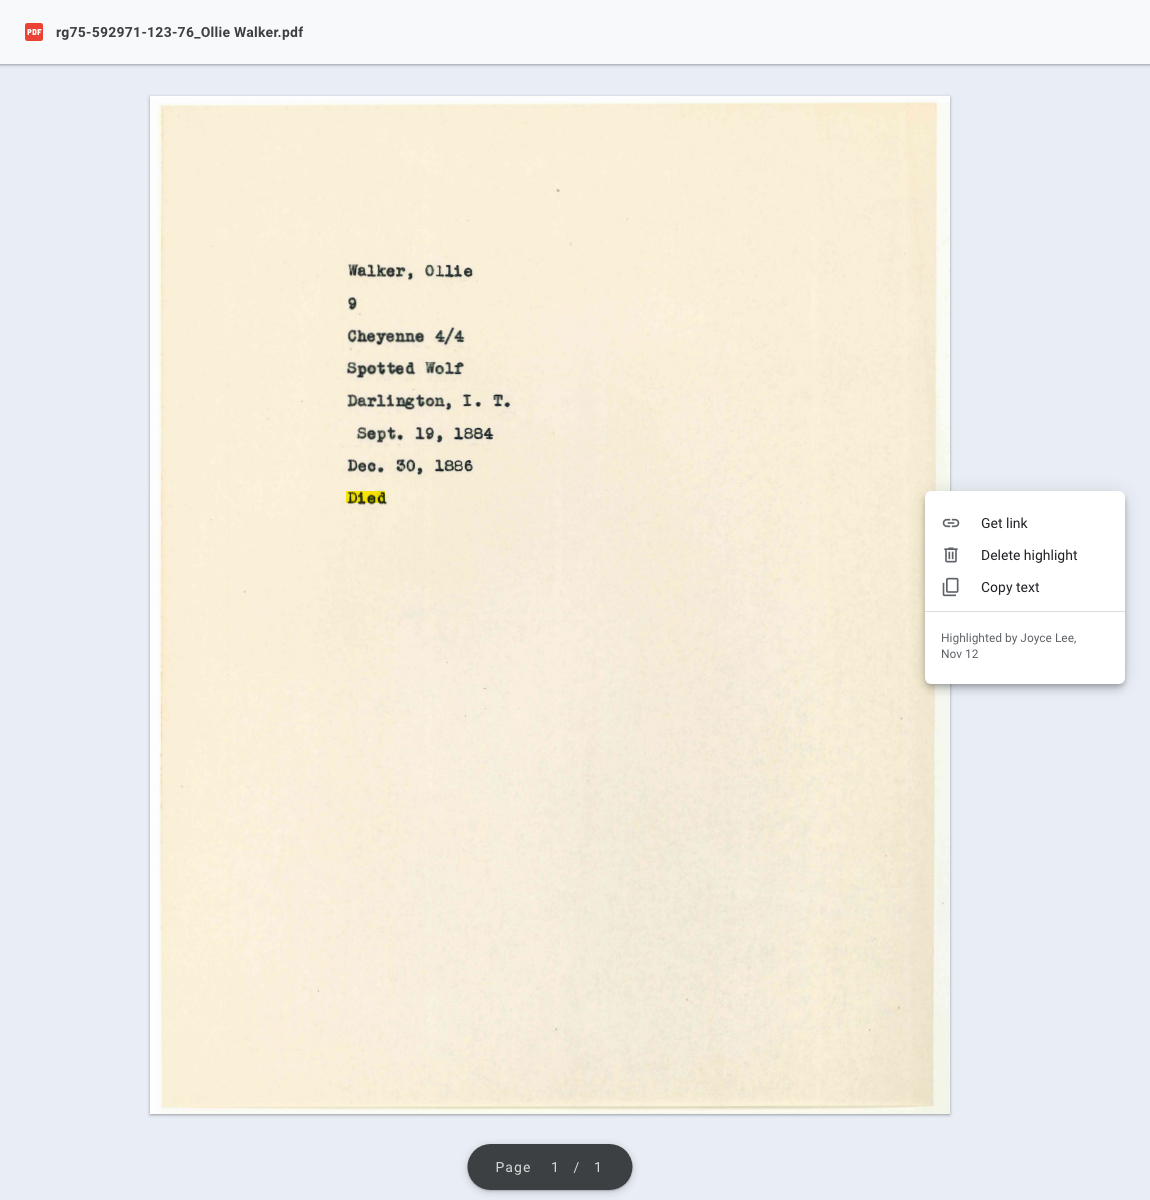 PDF rg75-592971-123-76_Ollie Walker.pdf
Walker, Ollie
9
Cheyenne 4/4
Spotted Wolf
Darlington, I. T.
Sept. 19, 1884
Dec. 30, 1886
Died
Get link
Delete highlight
Copy text
Highlighted by Joyce Lee,
Nov 12
Page 1 / 1